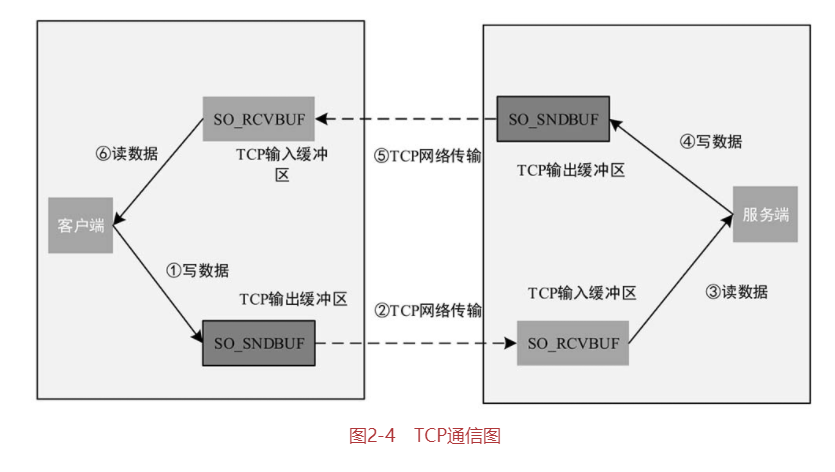 SO_RCVBUF
TCP输入缓冲
区
⑥读数据
客户端
①写数据
TCP输出缓冲区
SO_SNDBUF
⑤TCP网络传输
②TCP网络传输
SO_SNDBUF
TCP输出缓冲区
④写数据
服务端
③读数据
TCP输入缓冲区
SO_RCVBUF
图2-4 TCP通信图